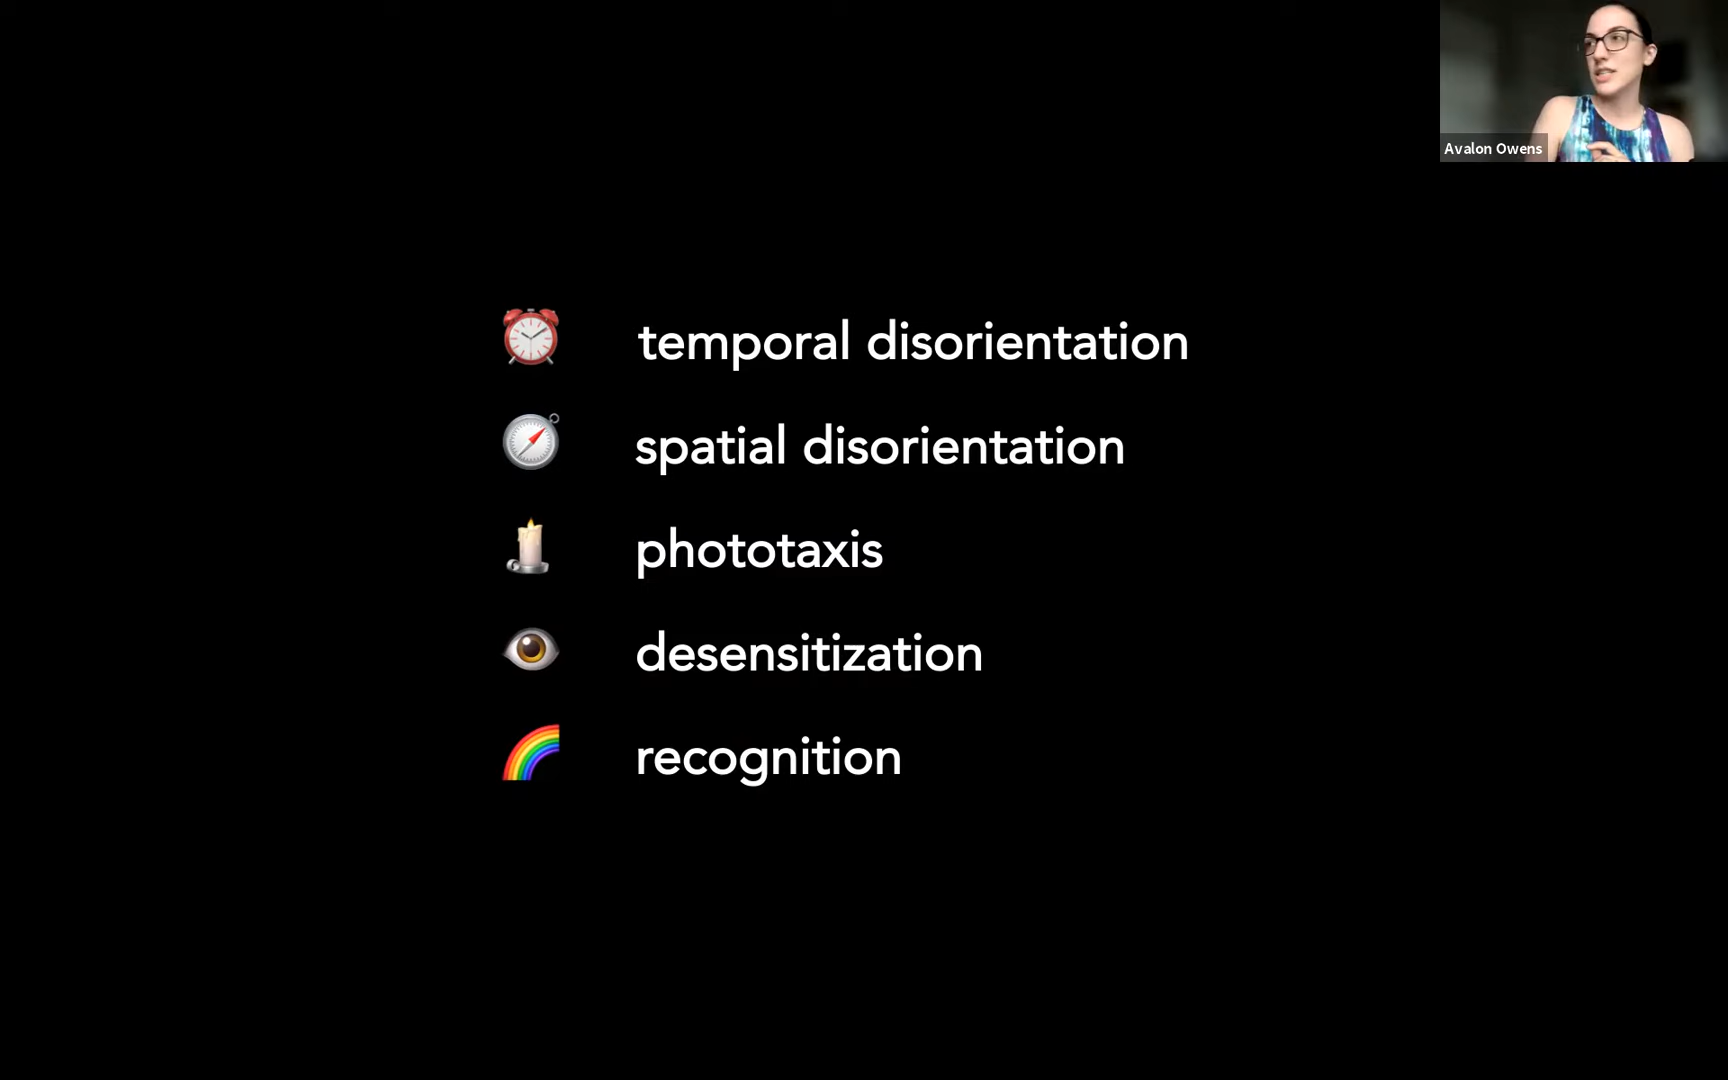 Avalon Owens
temporal disorientation
spatial disorientation
phototaxis
desensitization
recognition